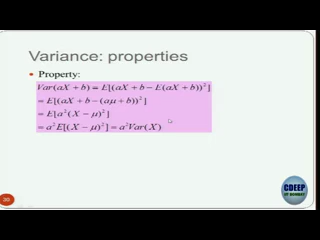 Variance: properties
• Property:
Var(aX + b) = E[(aX + b − E(aX + b))²]
= E[(aX + b − (aμ + b))²]
= E[a²(X − μ)²]
= a²E[(X − μ)²] = a²Var(X)
CDEEP
IIT BOMBAY